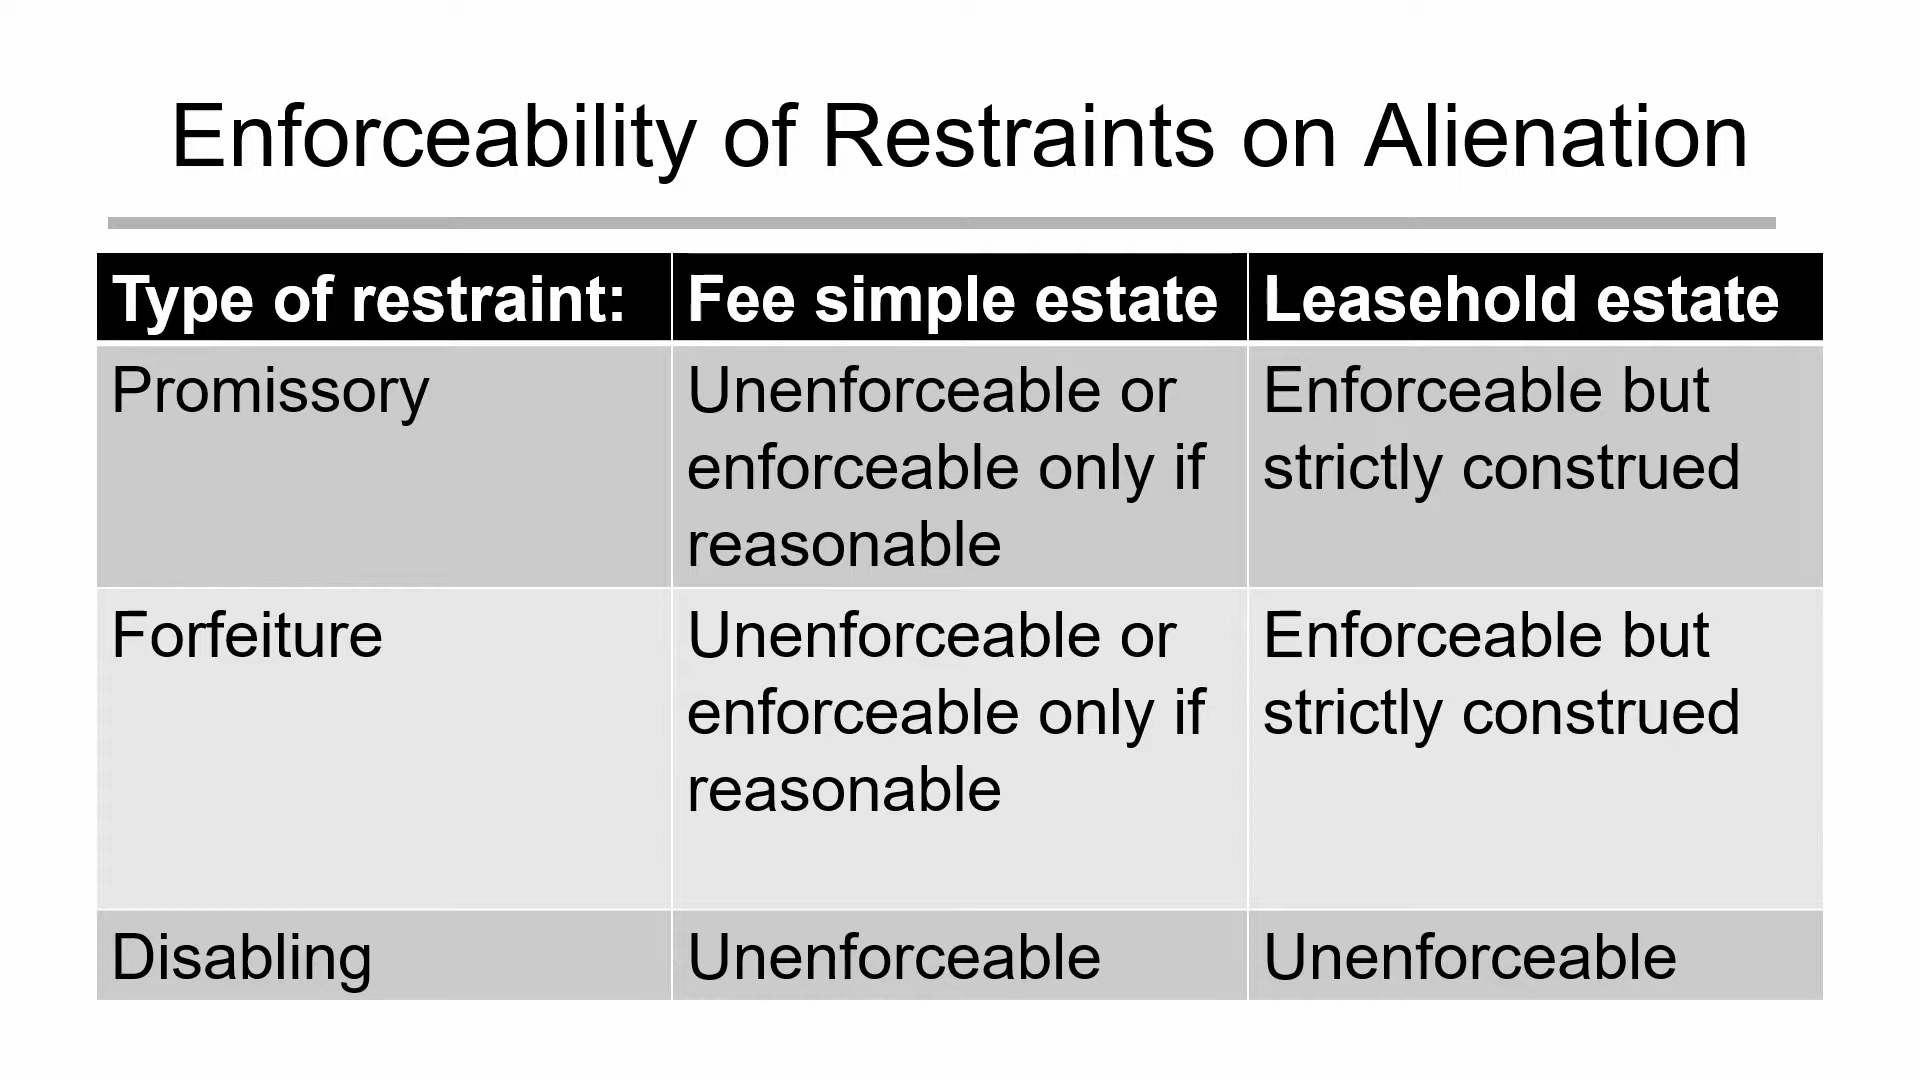 Enforceability of Restraints on Alienation
Type of restraint: Fee simple estate Leasehold estate
Promissory
Unenforceable or
enforceable only if
reasonable
Enforceable but
strictly construed
Forfeiture
Unenforceable or
enforceable only if
reasonable
Enforceable but
strictly construed
Disabling
Unenforceable
Unenforceable